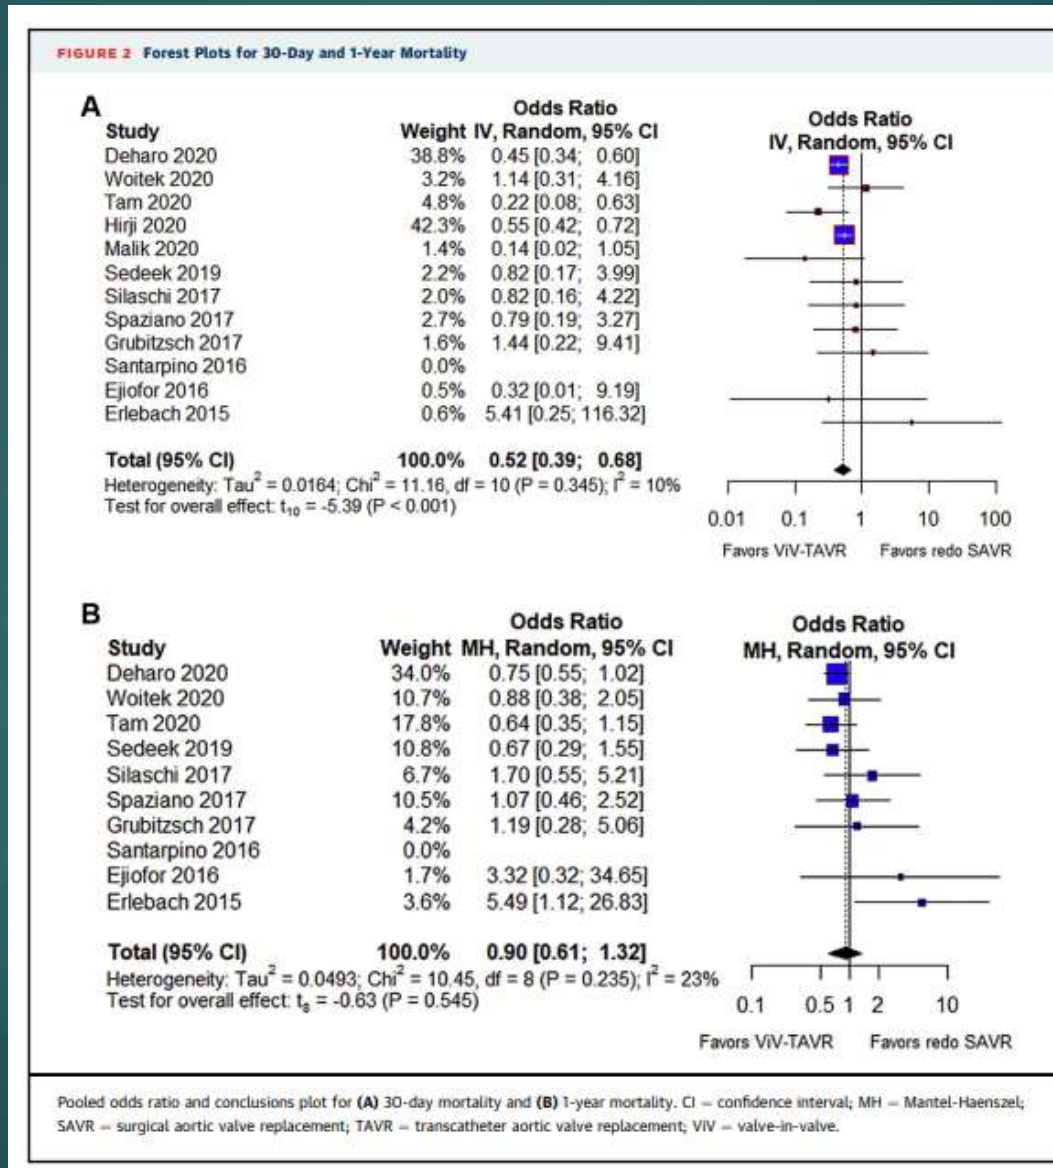 FIGURE 2 Forest Plots for 30-Day and 1-Year Mortality
A
Odds Ratio
Study Weight IV, Random, 95% CI
Deharo 2020 38.8% 0.45 [0.34; 0.60]
Woitek 2020 3.2% 1.14 [0.31; 4.16]
Tam 2020 4.8% 0.22 [0.08; 0.63]
Hirji 2020 42.3% 0.55 [0.42; 0.72]
Malik 2020 1.4% 0.14 [0.02; 1.05]
Sedeek 2019 2.2% 0.82 [0.17; 3.99]
Silaschi 2017 2.0% 0.82 [0.16; 4.22]
Spaziano 2017 2.7% 0.79 [0.19; 3.27]
Grubitzsch 2017 1.6% 1.44 [0.22; 9.41]
Santarpino 2016 0.0%
Ejiofor 2016 0.5% 0.32 [0.01; 9.19]
Erlebach 2015 0.6% 5.41 [0.25; 116.32]
Total (95% CI) 100.0% 0.52 [0.39; 0.68]
Heterogeneity: Tau² = 0.0164; Chi² = 11.16, df = 10 (P = 0.345); I² = 10%
Test for overall effect: t₁₀ = -5.39 (P < 0.001)
Odds Ratio
IV, Random, 95% CI
0.01 0.1 1 10 100
Favors ViV-TAVR Favors redo SAVR
B
Odds Ratio
Study Weight MH, Random, 95% CI
Deharo 2020 34.0% 0.75 [0.55; 1.02]
Woitek 2020 10.7% 0.88 [0.38; 2.05]
Tam 2020 17.8% 0.64 [0.35; 1.15]
Sedeek 2019 10.8% 0.67 [0.29; 1.55]
Silaschi 2017 6.7% 1.70 [0.55; 5.21]
Spaziano 2017 10.5% 1.07 [0.46; 2.52]
Grubitzsch 2017 4.2% 1.19 [0.28; 5.06]
Santarpino 2016 0.0%
Ejiofor 2016 1.7% 3.32 [0.32; 34.65]
Erlebach 2015 3.6% 5.49 [1.12; 26.83]
Total (95% CI) 100.0% 0.90 [0.61; 1.32]
Heterogeneity: Tau² = 0.0493; Chi² = 10.45, df = 8 (P = 0.235); I² = 23%
Test for overall effect: t₈ = -0.63 (P = 0.545)
Odds Ratio
MH, Random, 95% CI
0.1 0.5 1 2 10
Favors ViV-TAVR Favors redo SAVR
Pooled odds ratio and conclusions plot for (A) 30-day mortality and (B) 1-year mortality. CI = confidence interval; MH = Mantel-Haenszel;
SAVR = surgical aortic valve replacement; TAVR = transcatheter aortic valve replacement; ViV = valve-in-valve.